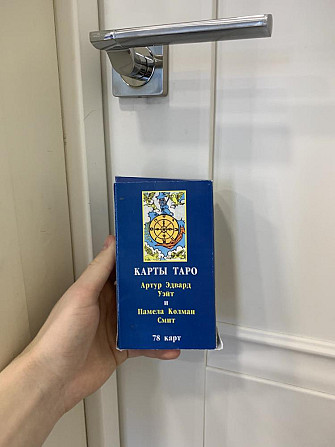 КАРТЫ ТАРО
Артур Эдвард
Уэйт
и
Памела Колман
Смит
78 карт